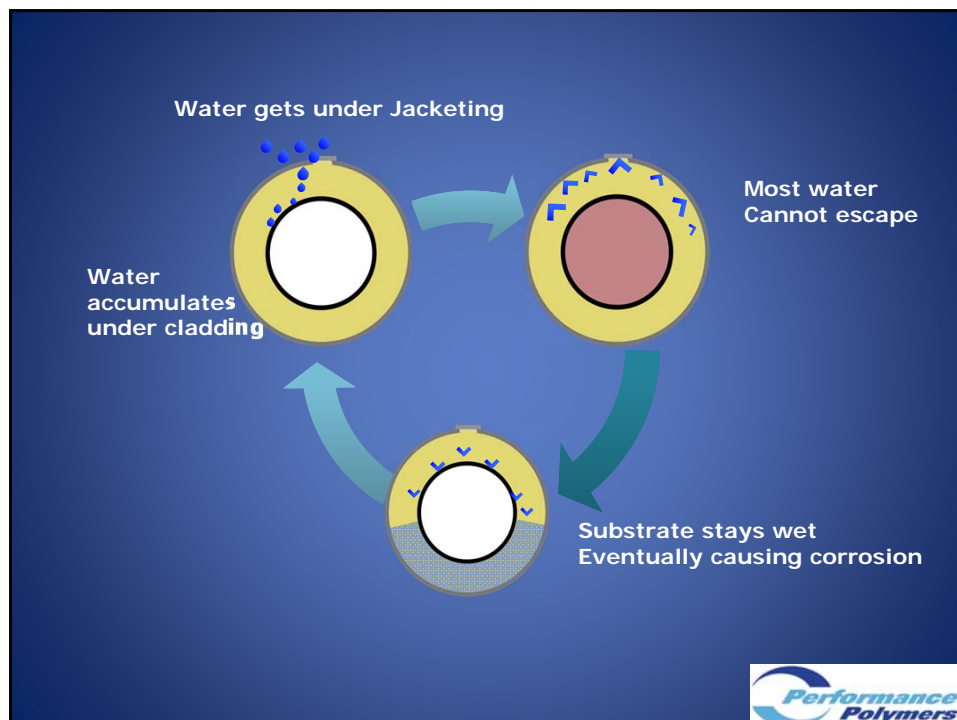 Water gets under Jacketing
Most water
Cannot escape
Water
accumulates
under cladding
Substrate stays wet
Eventually causing corrosion
Performance
Polymers